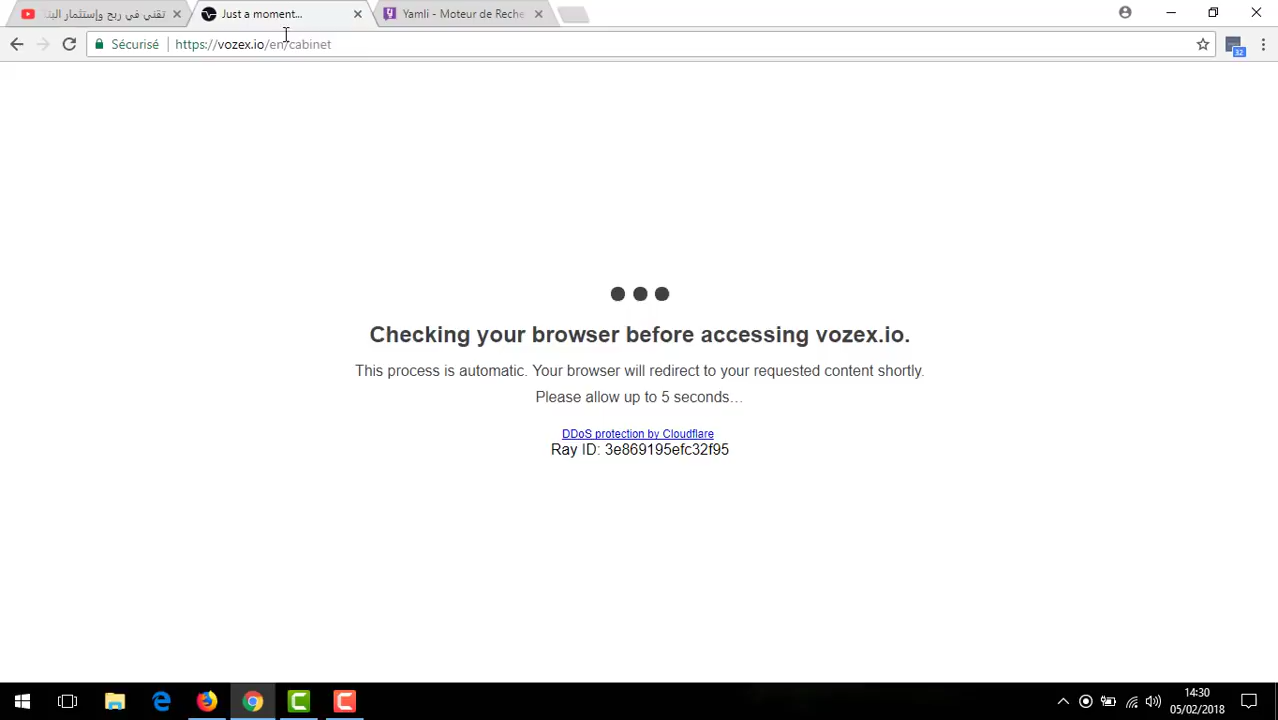 تقني في ربح وإستثمار البتا
Just a moment...
Yamli - Moteur de Reche
Sécurisé
https://vozex.io/en/cabinet
32
Checking your browser before accessing vozex.io.
This process is automatic. Your browser will redirect to your requested content shortly.
Please allow up to 5 seconds…
DDoS protection by Cloudflare
Ray ID: 3e869195efc32f95
14:30
05/02/2018